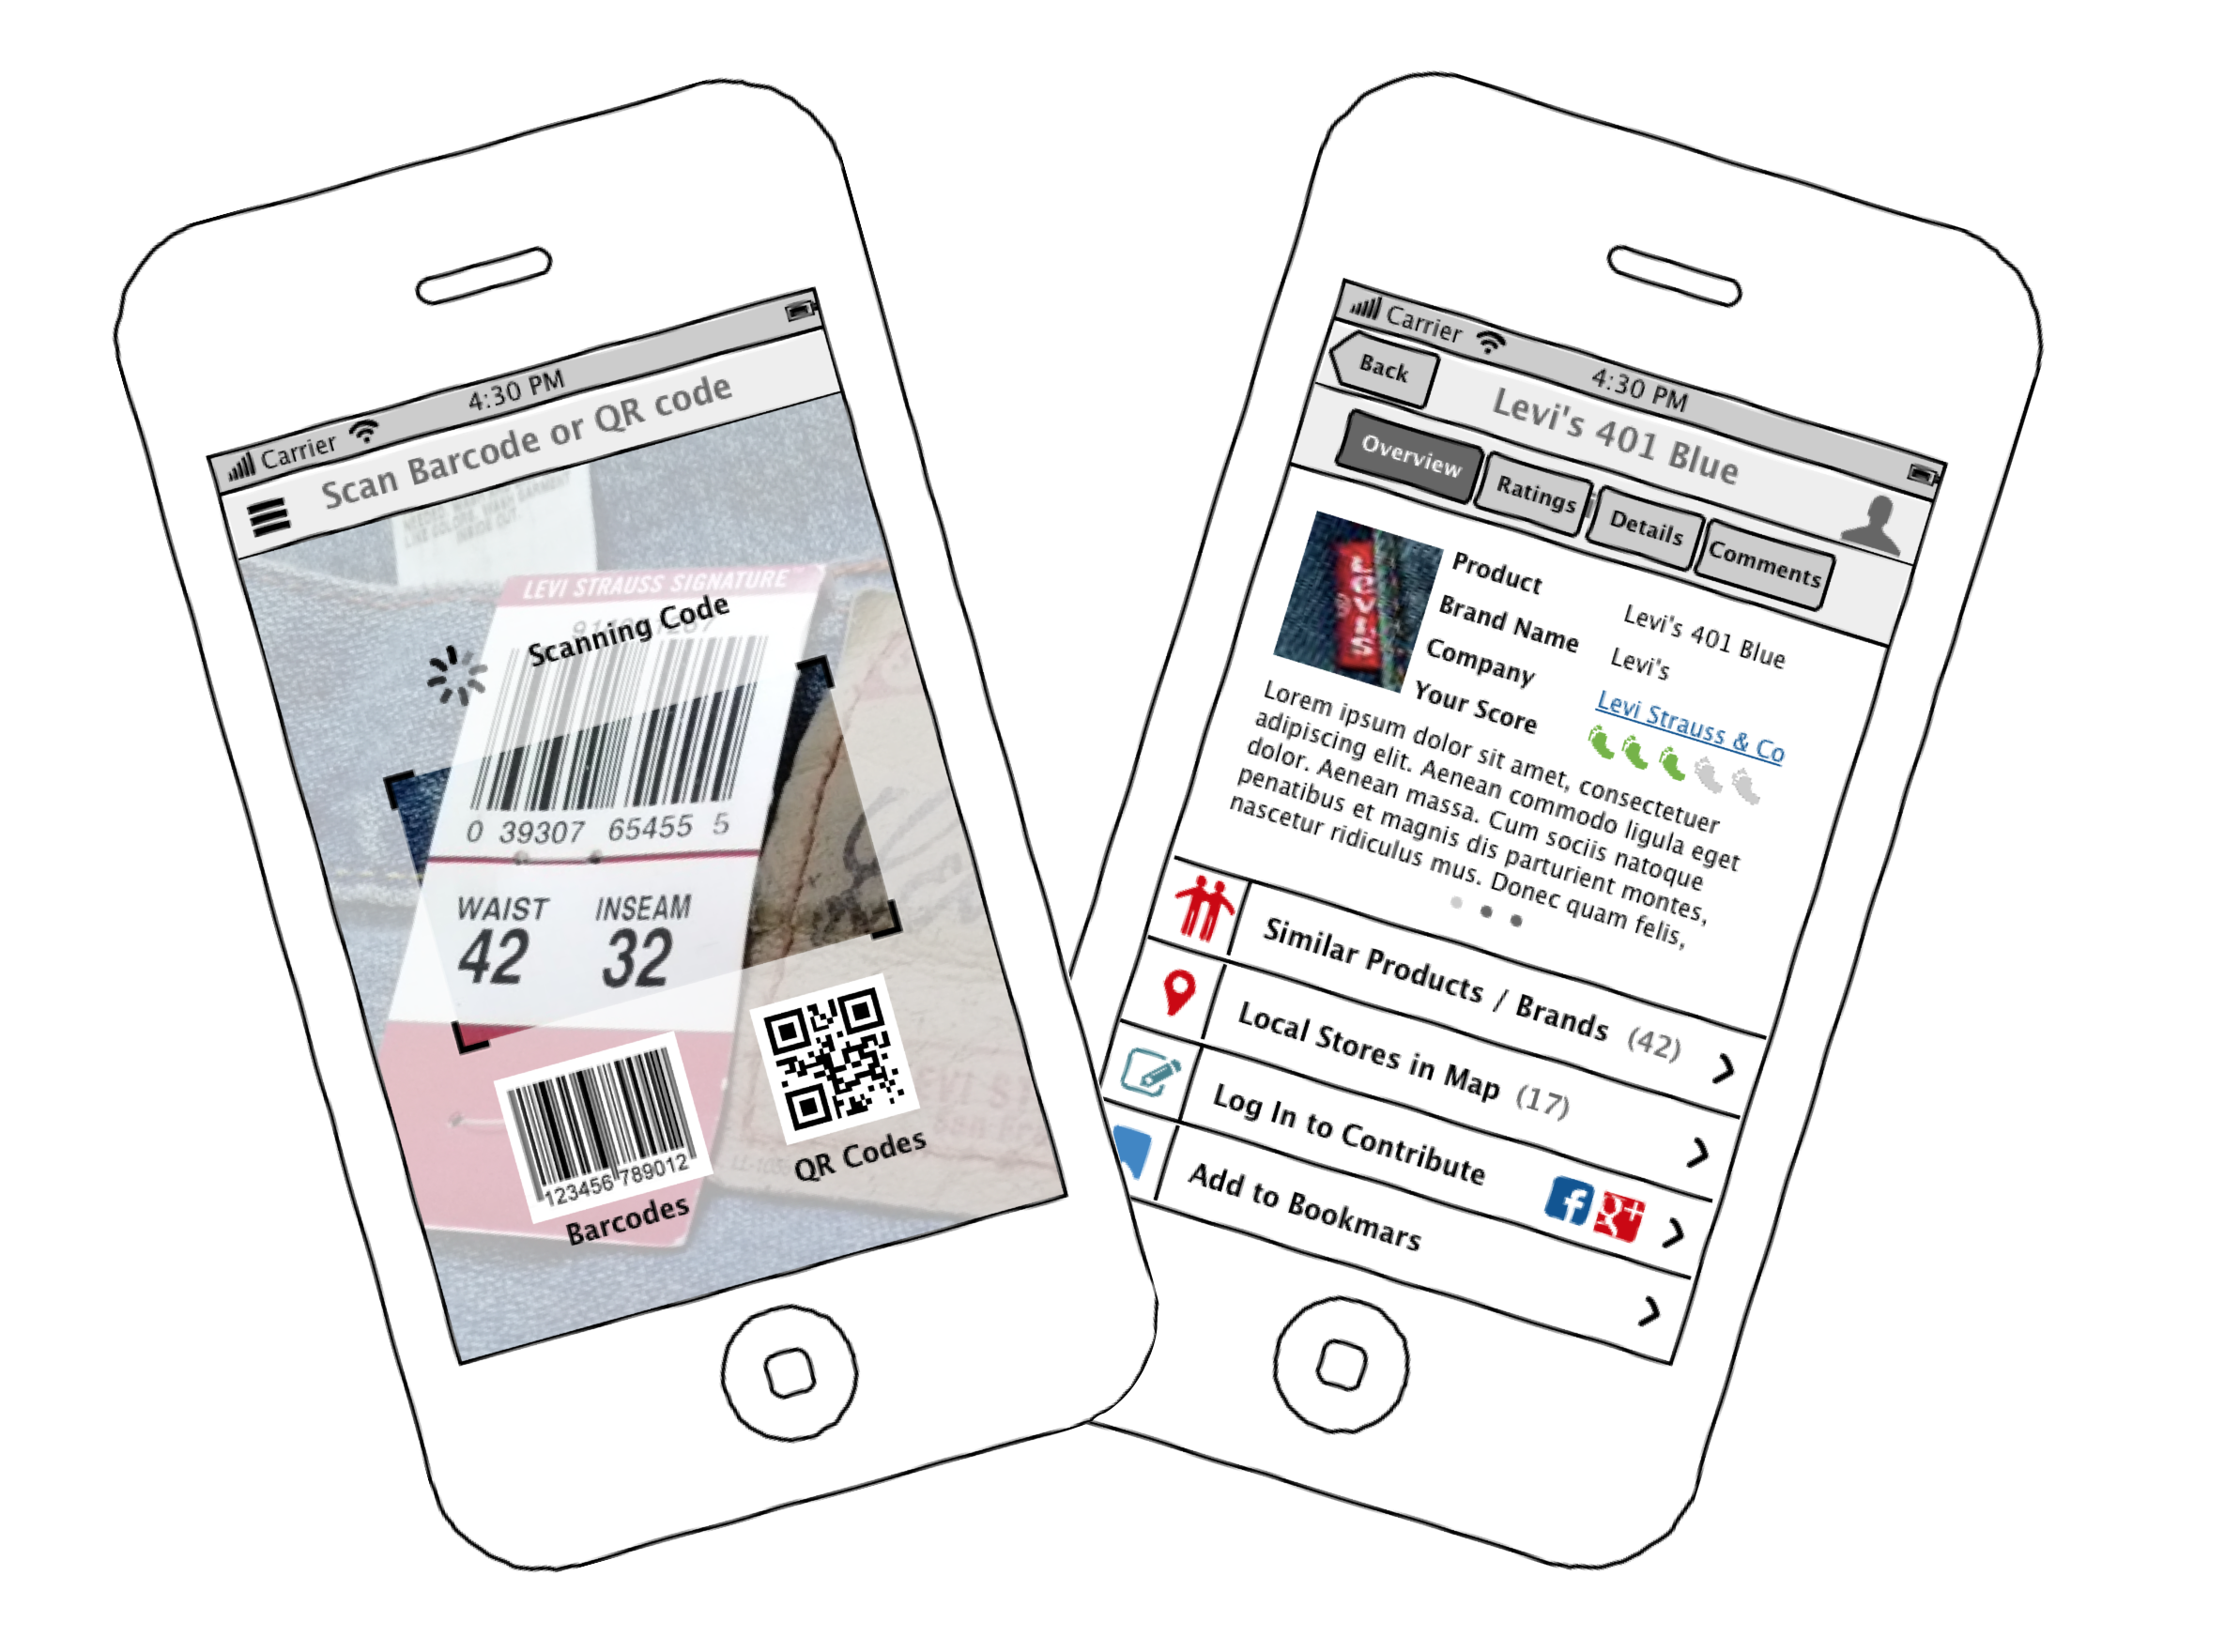 Carrier
4:30 PM
Scan Barcode or QR code
INSIDE OUT
LEVI STRAUSS SIGNATURE
Scanning Code
0 39307 65455 5
WAIST INSEAM
42 32
123456 789012
Barcodes
QR Codes
Carrier
4:30 PM
Back
Levi's 401 Blue
Overview
Ratings
Details
Comments
LEVI'S
Product Levi's 401 Blue
Brand Name Levi's
Company Levi Strauss & Co
Your Score
Lorem ipsum dolor sit amet, consectetuer
adipiscing elit. Aenean commodo ligula eget
dolor. Aenean massa. Cum sociis natoque
penatibus et magnis dis parturient montes,
nascetur ridiculus mus. Donec quam felis,
Similar Products / Brands (42)
Local Stores in Map (17)
Log In to Contribute
f g+
Add to Bookmars